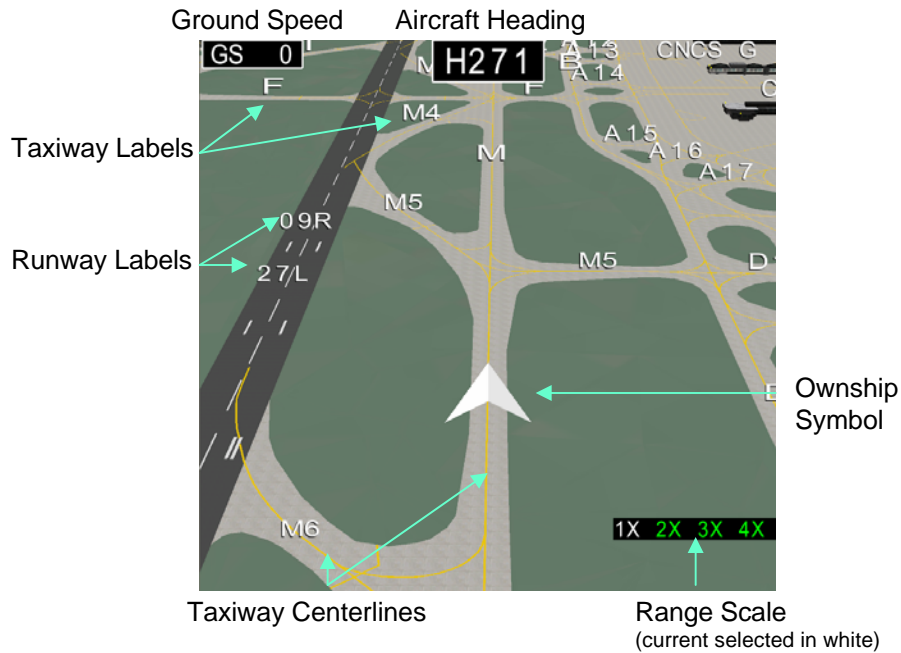 Ground Speed
Aircraft Heading
GS 0
H271
A13
CNCS G
B
A14
F
F
M4
Taxiway Labels
A15
A16
M
A17
M5
09R
Runway Labels
27L
M5
Ownship
Symbol
M6
1X 2X 3X 4X
Taxiway Centerlines
Range Scale
(current selected in white)